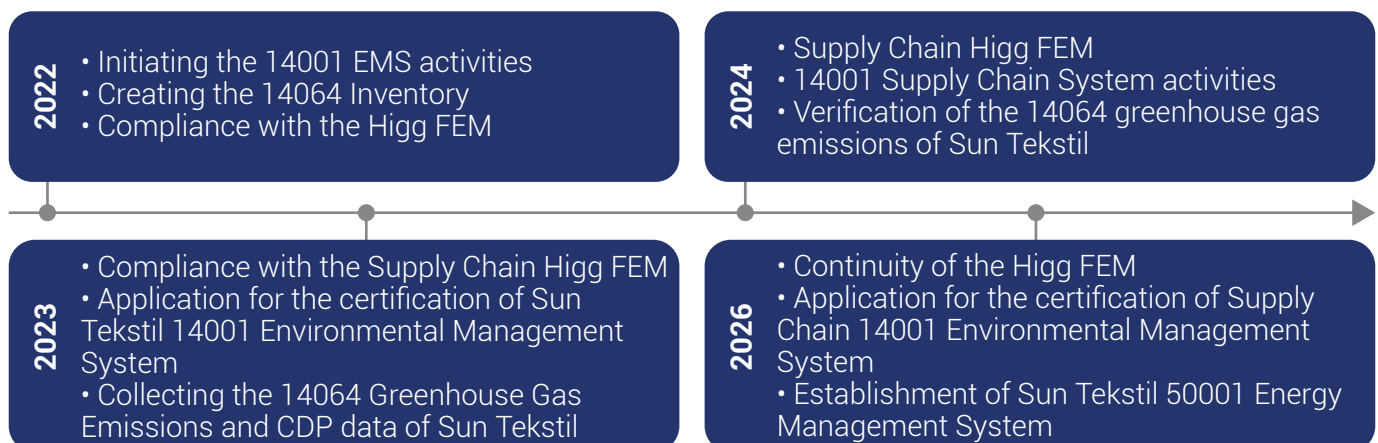 2022
• Initiating the 14001 EMS activities
• Creating the 14064 Inventory
• Compliance with the Higg FEM
2023
• Compliance with the Supply Chain Higg FEM
• Application for the certification of Sun
Tekstil 14001 Environmental Management
System
• Collecting the 14064 Greenhouse Gas
Emissions and CDP data of Sun Tekstil
2024
• Supply Chain Higg FEM
• 14001 Supply Chain System activities
• Verification of the 14064 greenhouse gas
emissions of Sun Tekstil
2026
• Continuity of the Higg FEM
• Application for the certification of Supply
Chain 14001 Environmental Management
System
• Establishment of Sun Tekstil 50001 Energy
Management System